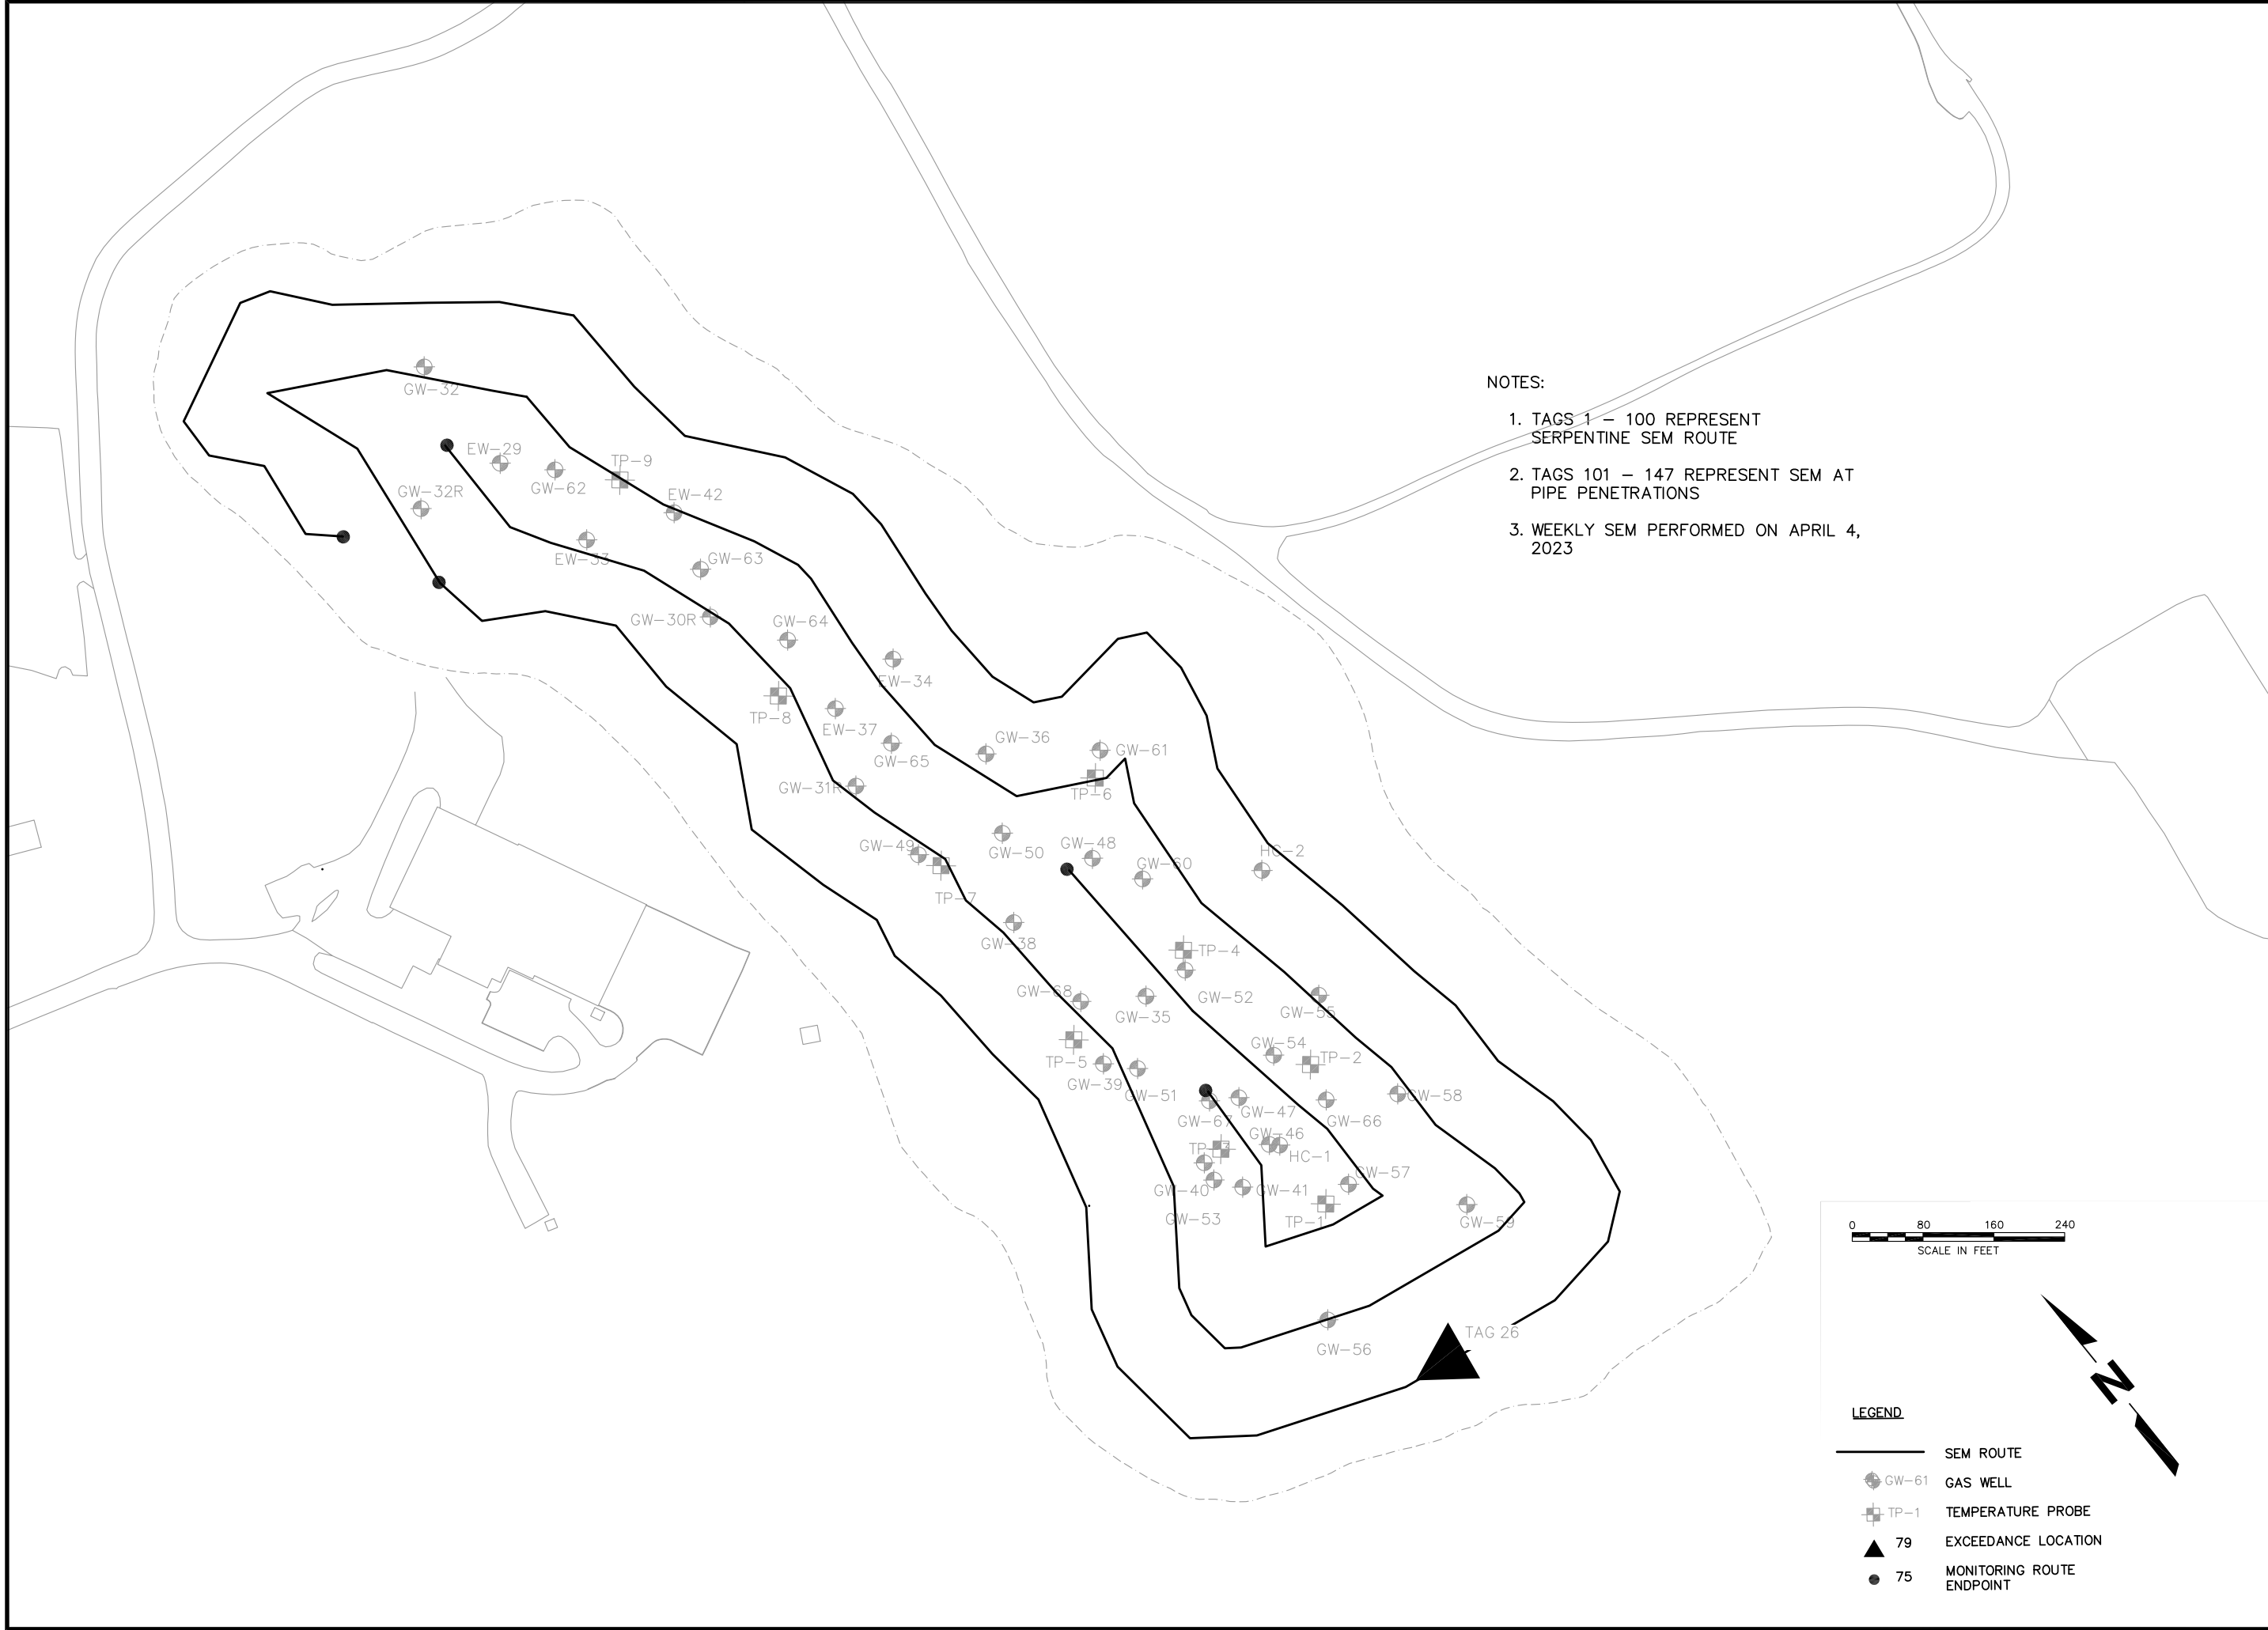 NOTES:
1. TAGS 1 – 100 REPRESENT
SERPENTINE SEM ROUTE
2. TAGS 101 – 147 REPRESENT SEM AT
PIPE PENETRATIONS
3. WEEKLY SEM PERFORMED ON APRIL 4,
2023
GW-32
EW-29
TP-9
GW-62
GW-32R
EW-42
EW-33
GW-63
GW-30R
GW-64
EW-34
TP-8
EW-37
GW-36
GW-61
GW-65
GW-31R
TP-6
GW-49
GW-50
GW-48
HC-2
GW-60
TP-7
GW-38
TP-4
GW-68
GW-52
GW-35
GW-55
GW-54
TP-2
TP-5
GW-39
GW-51
GW-58
GW-47
GW-67
GW-66
GW-46
TP-3
HC-1
GW-57
GW-40
GW-41
GW-53
TP-1
GW-59
TAG 26
GW-56
0 80 160 240
SCALE IN FEET
N
LEGEND
SEM ROUTE
GW-61 GAS WELL
TP-1 TEMPERATURE PROBE
79 EXCEEDANCE LOCATION
75 MONITORING ROUTE
ENDPOINT